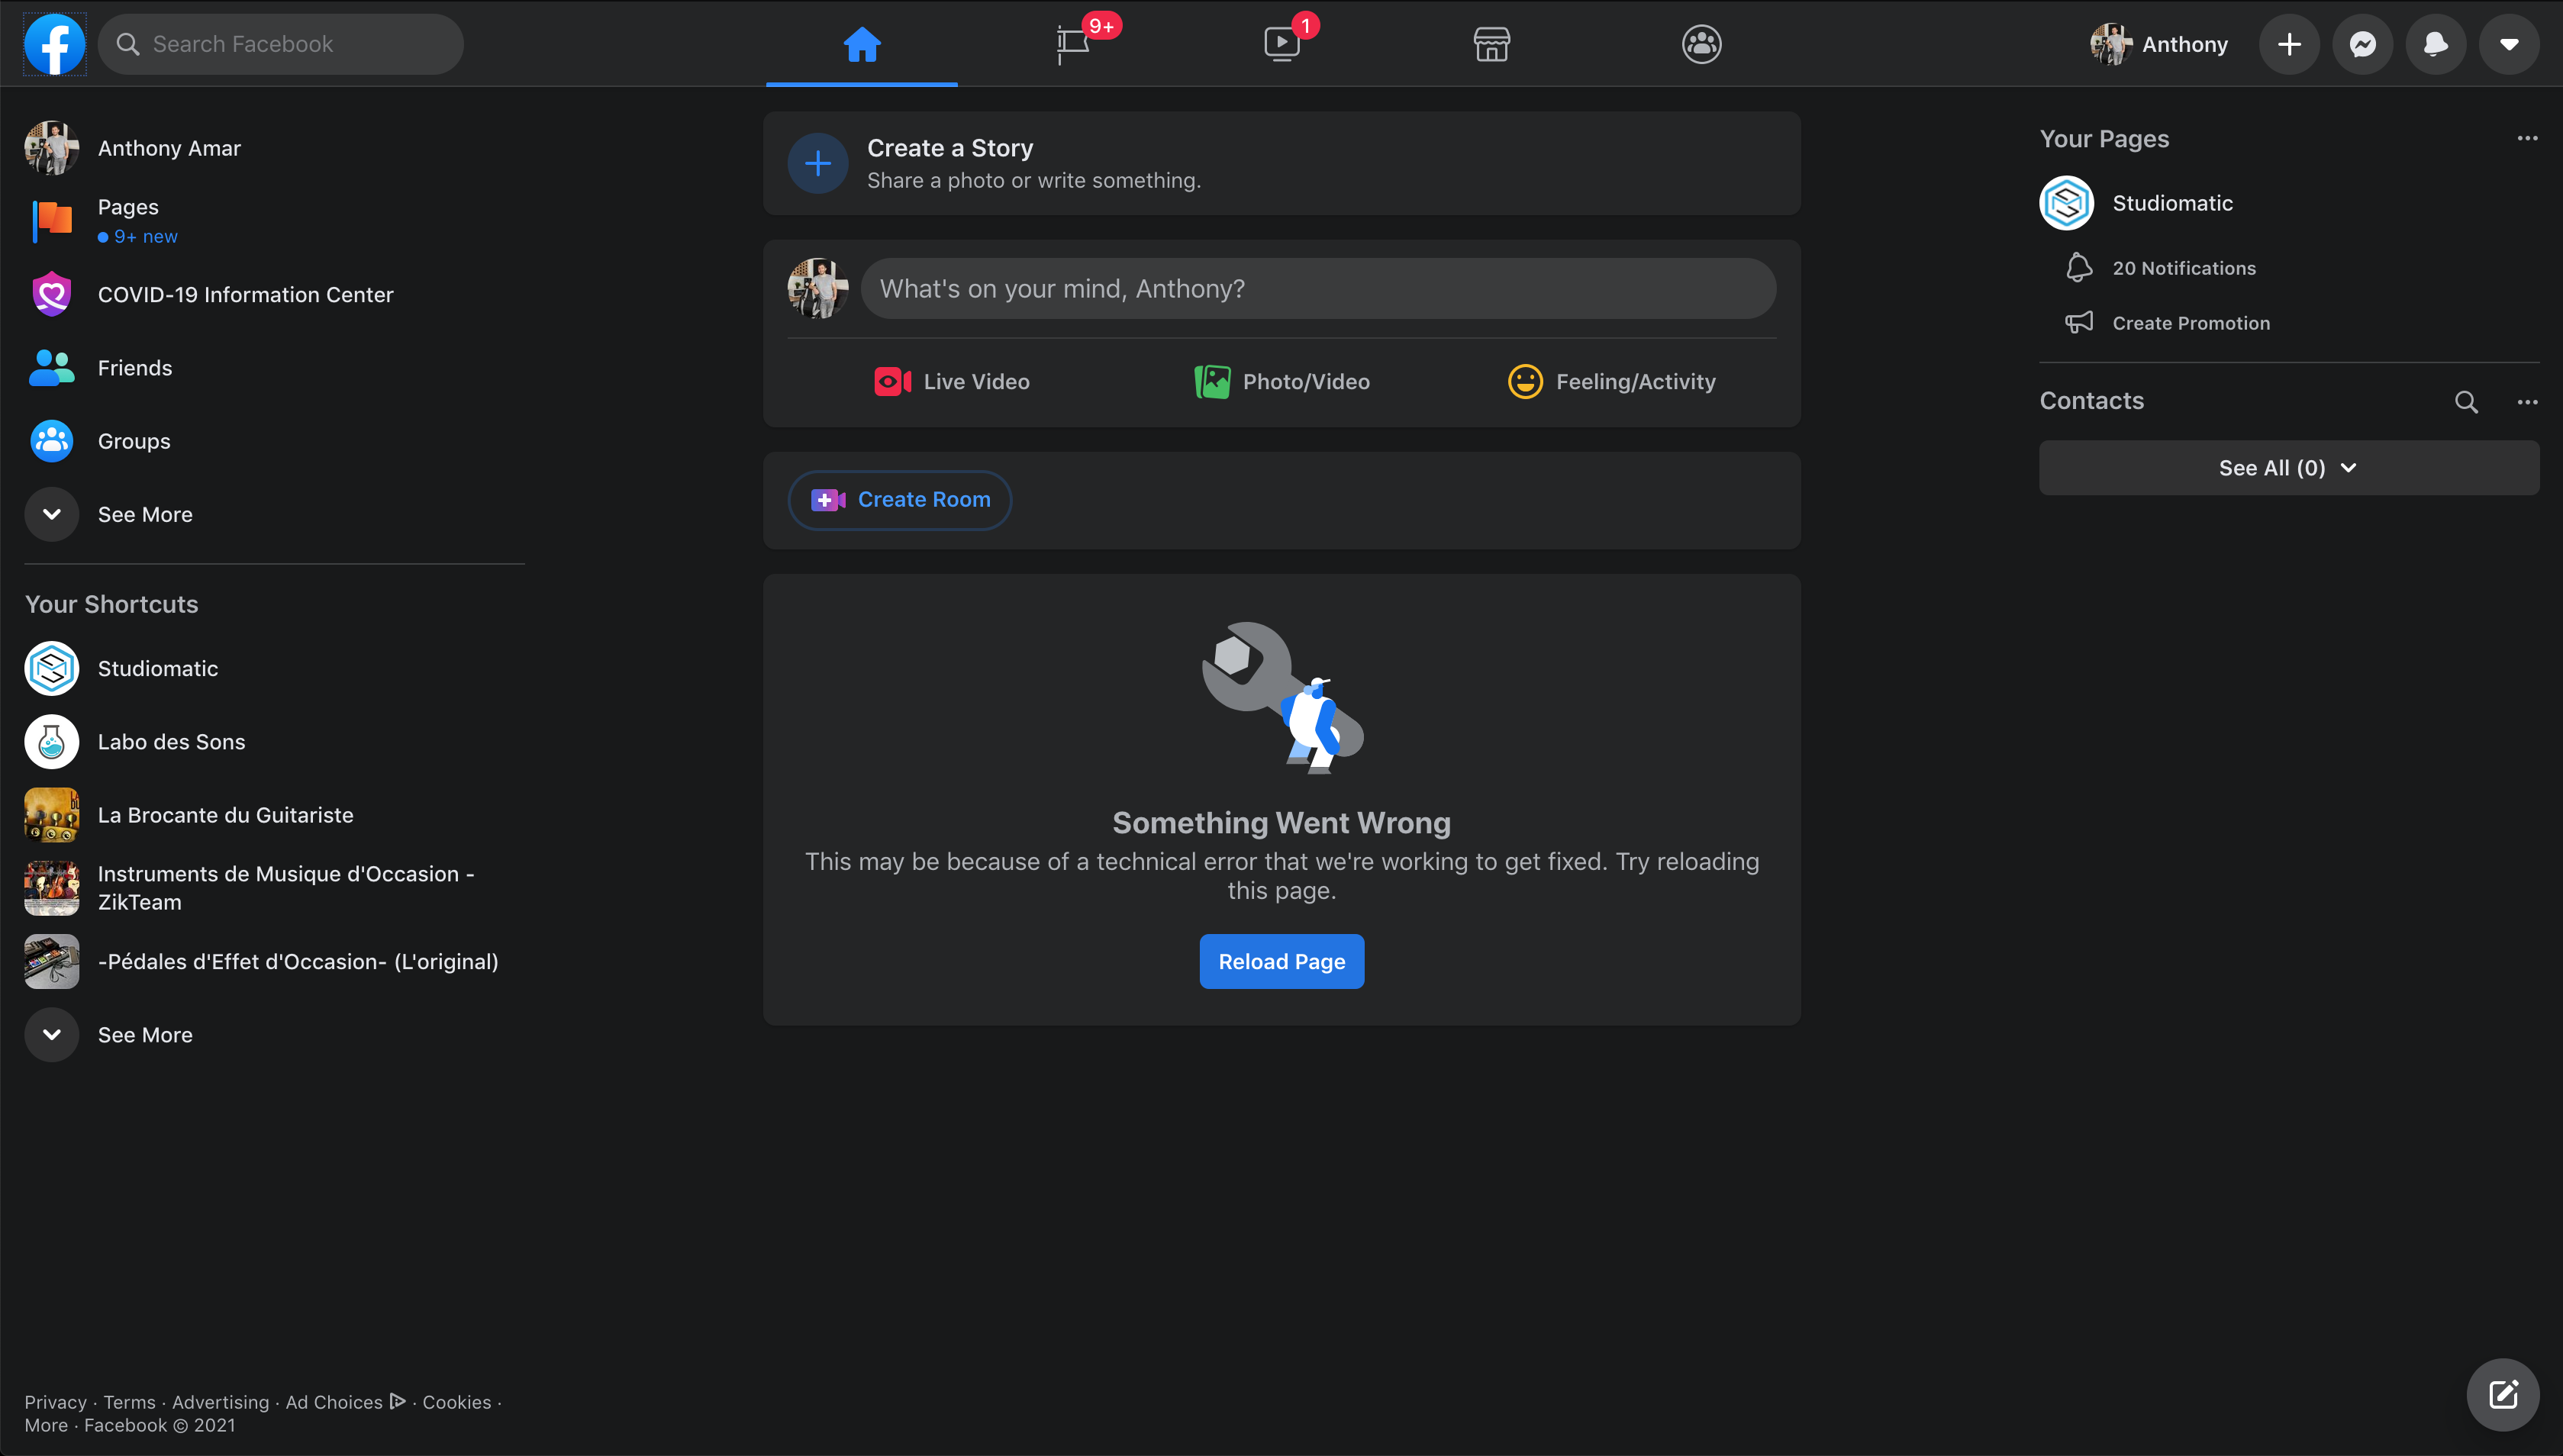 Search Facebook
9+
1
Anthony
Anthony Amar
Pages
9+ new
COVID-19 Information Center
Friends
Groups
See More
Your Shortcuts
Studiomatic
Labo des Sons
La Brocante du Guitariste
Instruments de Musique d'Occasion -
ZikTeam
-Pédales d'Effet d'Occasion- (L'original)
See More
Privacy · Terms · Advertising · Ad Choices · Cookies ·
More · Facebook © 2021
Create a Story
Share a photo or write something.
What's on your mind, Anthony?
Live Video
Photo/Video
Feeling/Activity
Create Room
Something Went Wrong
This may be because of a technical error that we're working to get fixed. Try reloading
this page.
Reload Page
Your Pages
Studiomatic
20 Notifications
Create Promotion
Contacts
See All (0)